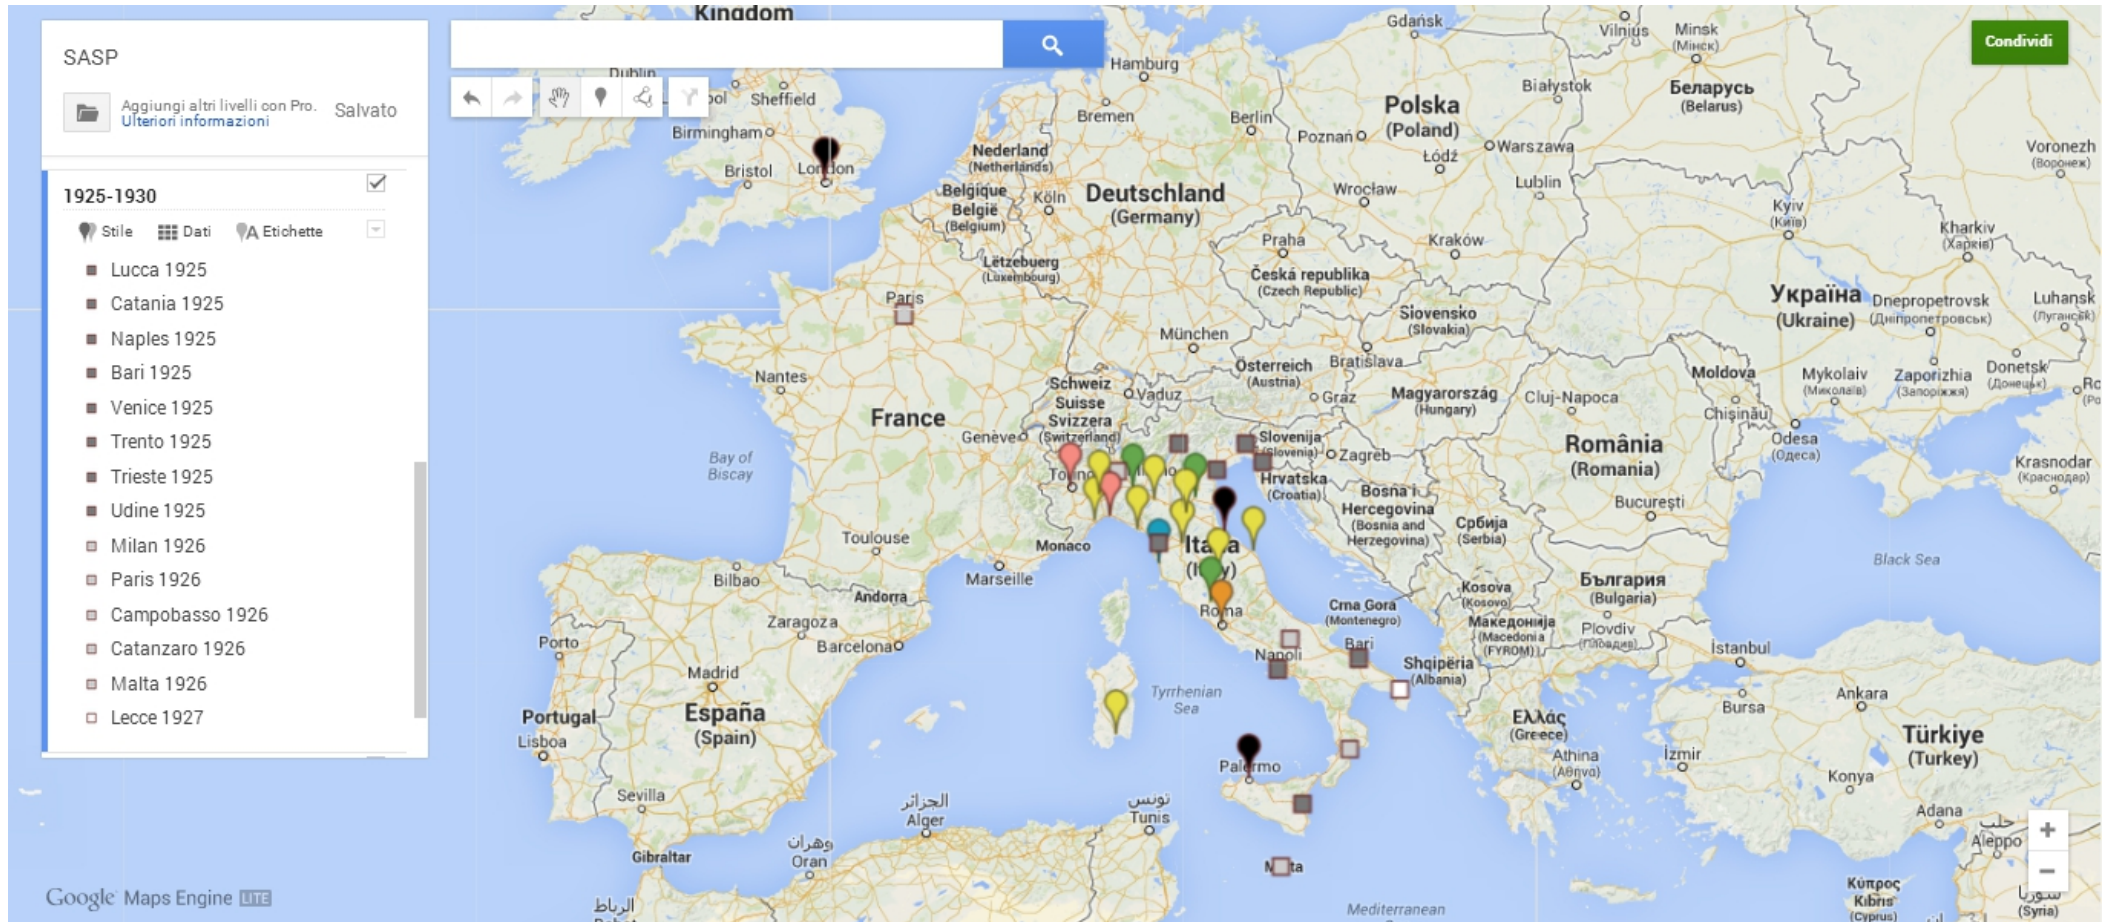 Kingdom
SASP
Aggiungi altri livelli con Pro.
Ulteriori informazioni
Salvato
1925-1930
Stile
Dati
Etichette
Lucca 1925
Catania 1925
Naples 1925
Bari 1925
Venice 1925
Trento 1925
Trieste 1925
Udine 1925
Milan 1926
Paris 1926
Campobasso 1926
Catanzaro 1926
Malta 1926
Lecce 1927
Google Maps Engine LITE
Condividi
Dublin
Sheffield
Birmingham
Bristol
London
Hamburg
Bremen
Berlin
Nederland
(Netherlands)
Belgique
België
(Belgium)
Köln
Deutschland
(Germany)
Lëtzebuerg
(Luxembourg)
Gdańsk
Vilnius
Minsk
(Мінск)
Białystok
Беларусь
(Belarus)
Polska
(Poland)
Poznań
Warszawa
Łódź
Wrocław
Lublin
Voronezh
(Воронеж)
Kyiv
(Київ)
Kharkiv
(Харків)
Praha
Kraków
Česká republika
(Czech Republic)
Slovensko
(Slovakia)
Україна
(Ukraine)
Dnepropetrovsk
(Дніпропетровськ)
Luhansk
(Луганськ)
Paris
München
Österreich
(Austria)
Bratislava
Nantes
Schweiz
Suisse
Svizzera
(Switzerland)
Vaduz
Graz
Magyarország
(Hungary)
Cluj-Napoca
Moldova
Chișinău
Mykolaiv
(Миколаїв)
Zaporizhia
(Запоріжжя)
Donetsk
(Донецьк)
France
Genève
Slovenija
(Slovenia)
Zagreb
România
(Romania)
Odesa
(Одеса)
Krasnodar
(Краснодар)
Bay of
Biscay
Hrvatska
(Croatia)
Bosna i
Hercegovina
(Bosnia and
Herzegovina)
București
Србија
(Serbia)
Toulouse
Monaco
Italia
(Italy)
Black Sea
Bilbao
Marseille
Andorra
Kosova
(Kosovo)
България
(Bulgaria)
Roma
Crna Gora
(Montenegro)
Македонија
(Macedonia
(FYROM))
Plovdiv
(Пловдив)
Porto
Zaragoza
Barcelona
Bari
Napoli
Shqipëria
(Albania)
İstanbul
Madrid
Tyrrhenian
Sea
Bursa
Ankara
Portugal
España
(Spain)
Ελλάς
(Greece)
Türkiye
(Turkey)
Lisboa
Palermo
Athina
(Αθήνα)
İzmir
Konya
Sevilla
الجزائر
Alger
تونس
Tunis
Adana
حلب
Aleppo
Gibraltar
وهران
Oran
Malta
Κύπρος
Kıbrıs
(Cyprus)
سوريا
(Syria)
الرباط
Mediterranean